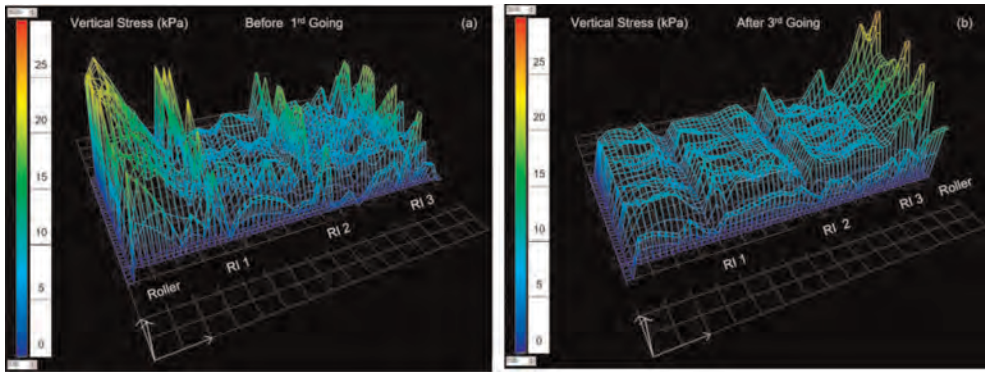 Vertical Stress (kPa) Before 1rd Going (a)
25
20
15
10
5
0
RI 3
RI 2
RI 1
Roller
Vertical Stress (kPa) After 3rd Going (b)
25
20
15
10
5
0
Roller
RI 3
RI 2
RI 1